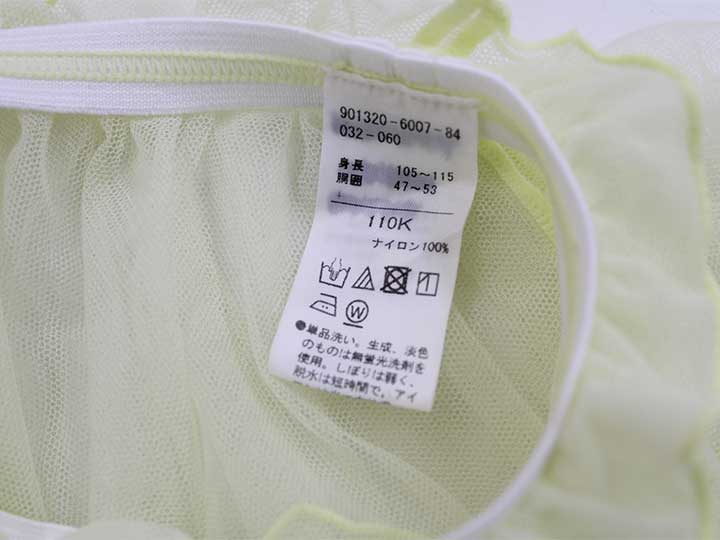 901320-6007-84
032-060
身長 105～115
胴囲 47～53
110K
ナイロン100%
W
●単品洗い。生成、淡色
のものは無蛍光洗剤を
使用。しぼりは弱く、
脱水は短時間で。アイ